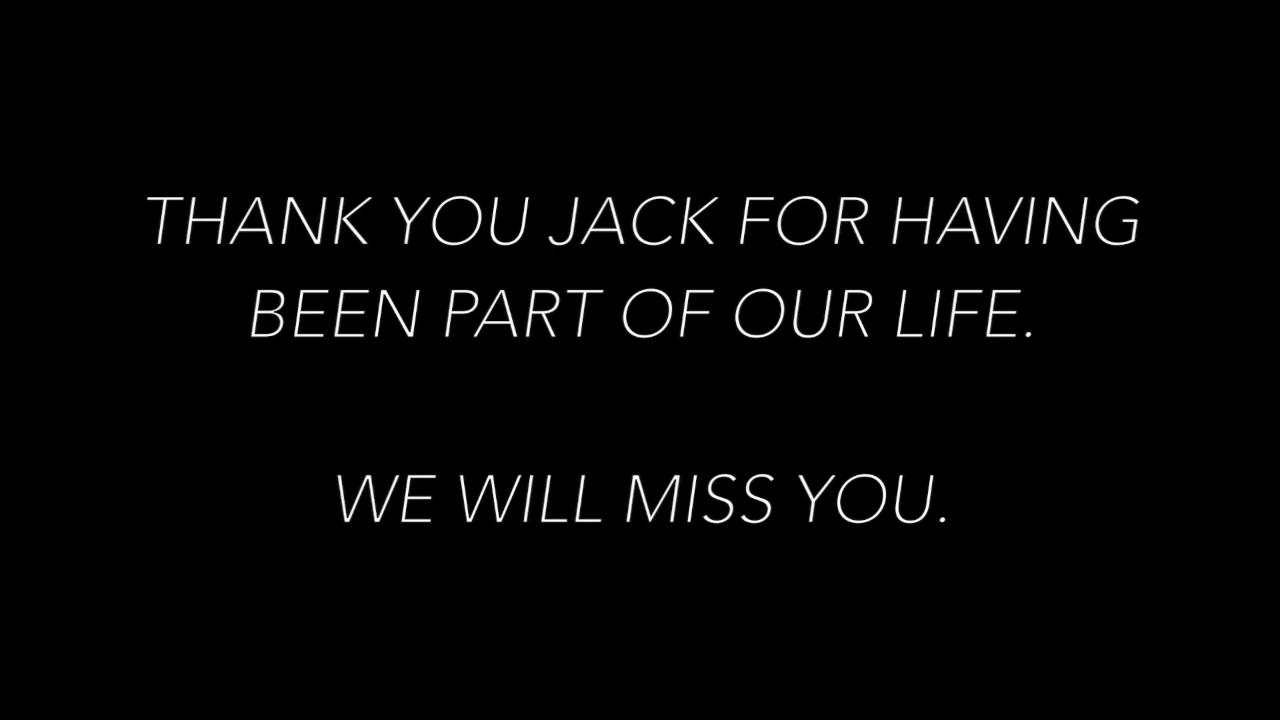 THANK YOU JACK FOR HAVING
BEEN PART OF OUR LIFE.
WE WILL MISS YOU.